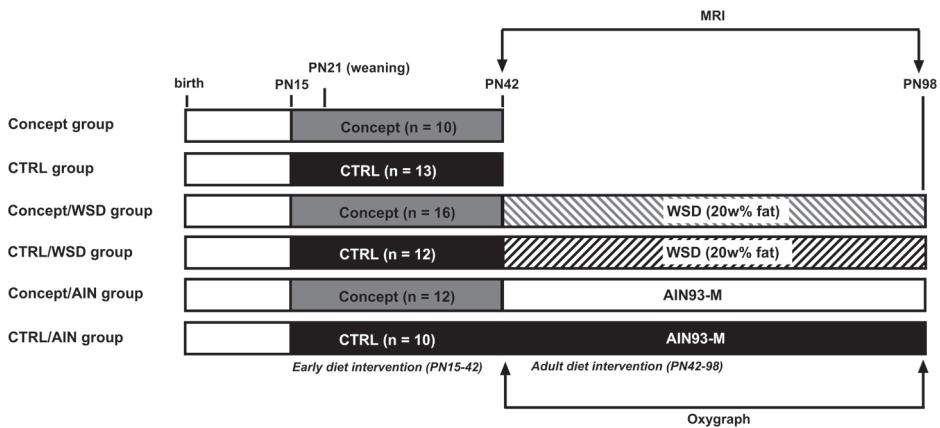 MRI
PN21 (weaning)
birth PN15 PN42 PN98
Concept group Concept (n = 10)
CTRL group CTRL (n = 13)
Concept/WSD group Concept (n = 16) WSD (20w% fat)
CTRL/WSD group CTRL (n = 12) WSD (20w% fat)
Concept/AIN group Concept (n = 12) AIN93-M
CTRL/AIN group CTRL (n = 10) AIN93-M
Early diet intervention (PN15-42) Adult diet intervention (PN42-98)
Oxygraph